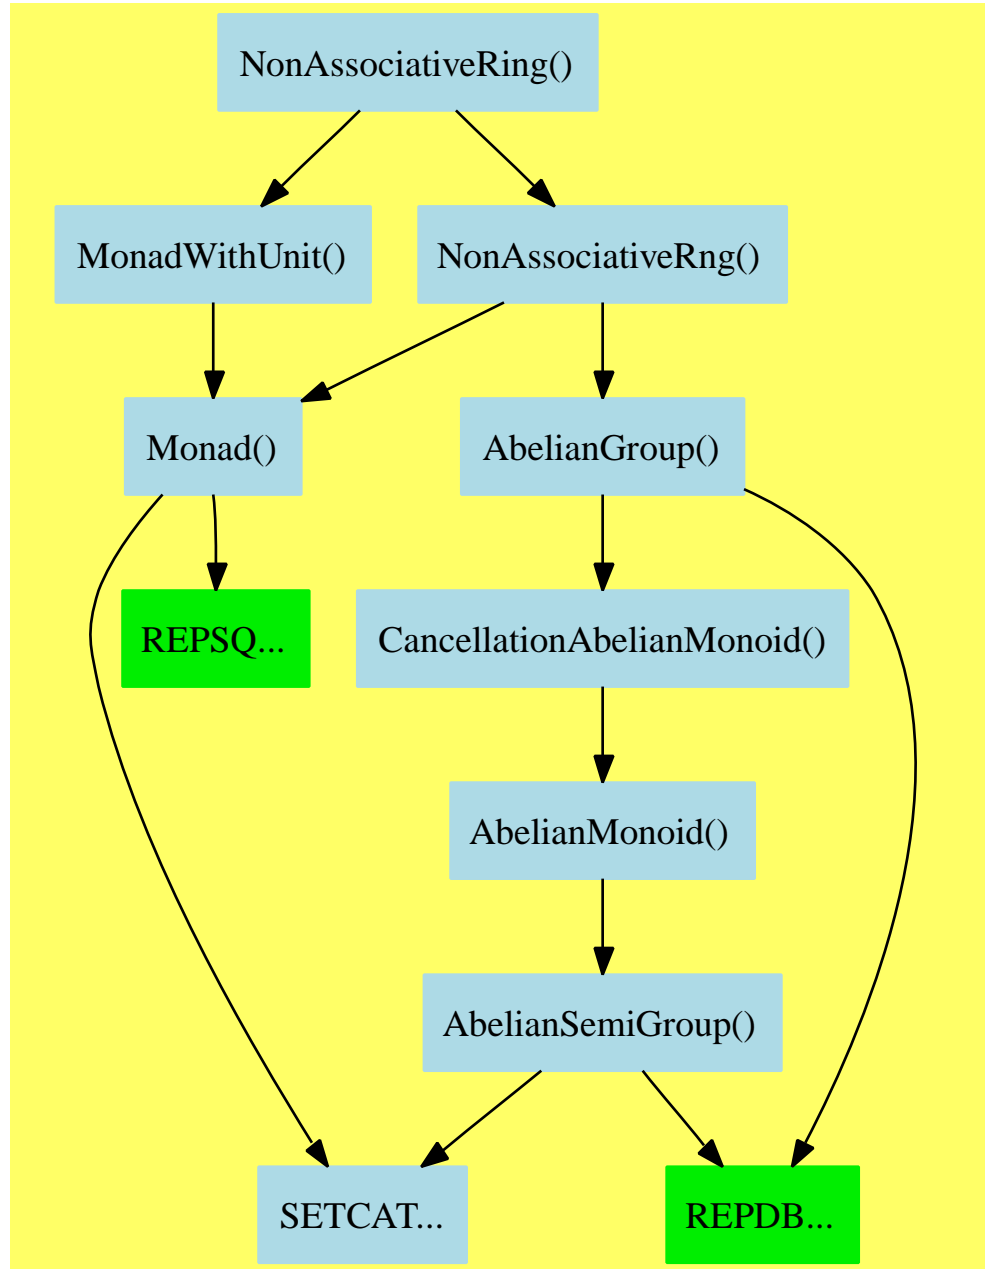 NonAssociativeRing()
MonadWithUnit()
NonAssociativeRng()
Monad()
AbelianGroup()
REPSQ...
CancellationAbelianMonoid()
AbelianMonoid()
AbelianSemiGroup()
SETCAT...
REPDB...